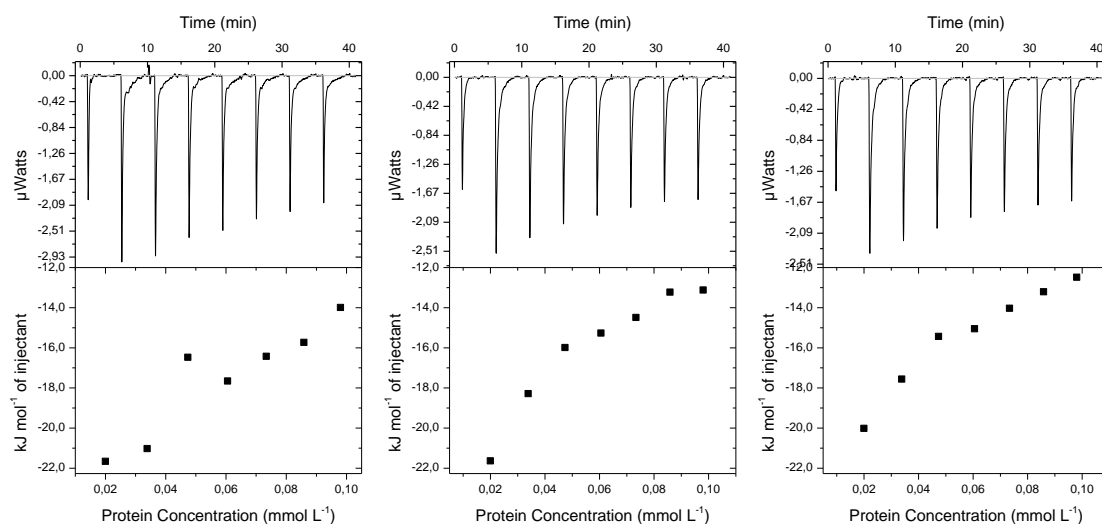 Time (min)
0 10 20 30 40
0,00
-0,42
-0,84
-1,26
-1,67
-2,09
-2,51
-2,93
µWatts
-12,0
-14,0
-16,0
-18,0
-20,0
-22,0
kJ mol⁻¹ of injectant
0,02 0,04 0,06 0,08 0,10
Protein Concentration (mmol L⁻¹)
Time (min)
0 10 20 30 40
0,00
-0,42
-0,84
-1,26
-1,67
-2,09
-2,51
µWatts
-12,0
-14,0
-16,0
-18,0
-20,0
-22,0
kJ mol⁻¹ of injectant
0,02 0,04 0,06 0,08 0,10
Protein Concentration (mmol L⁻¹)
Time (min)
0 10 20 30 40
0,00
-0,42
-0,84
-1,26
-1,67
-2,09
-2,51
µWatts
-12,0
-14,0
-16,0
-18,0
-20,0
-22,0
kJ mol⁻¹ of injectant
0,02 0,04 0,06 0,08 0,10
Protein Concentration (mmol L⁻¹)